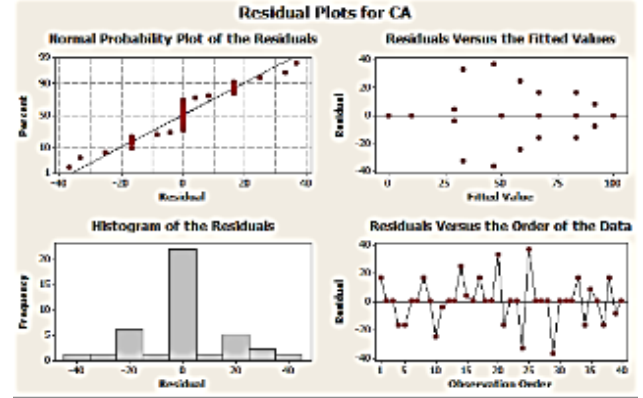 Residual Plots for CA
Normal Probability Plot of the Residuals
99
90
50
10
1
Percent
-40 -20 0 20 40
Residual
Residuals Versus the Fitted Values
40
20
0
-20
-40
Residual
0 25 50 75 100
Fitted Value
Histogram of the Residuals
20
15
10
5
0
Frequency
-40 -20 0 20 40
Residual
Residuals Versus the Order of the Data
40
20
0
-20
-40
Residual
1 5 10 15 20 25 30 35 40
Observation Order